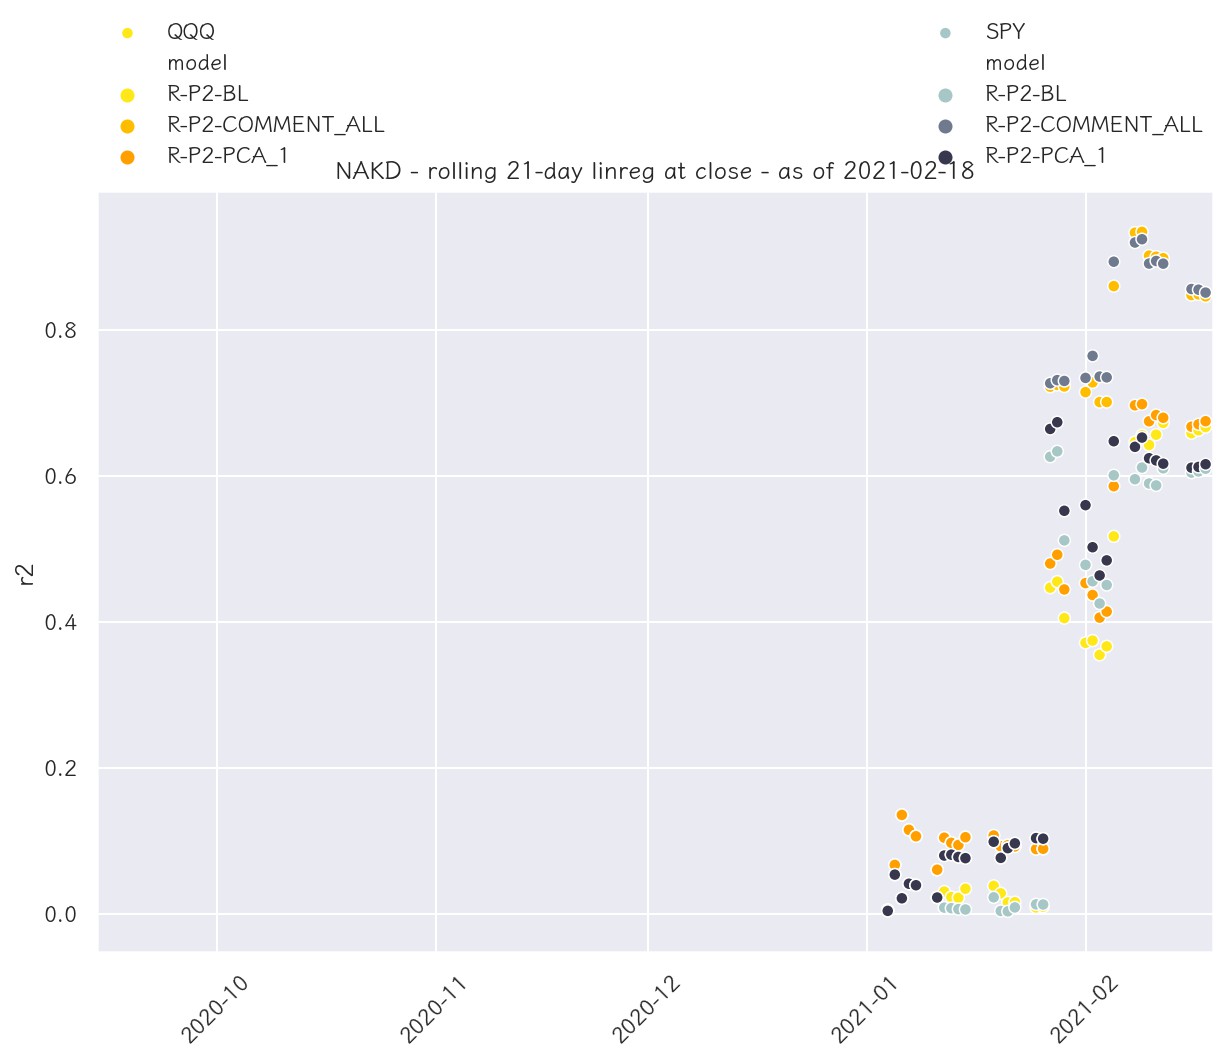 QQQ
model
R-P2-BL
R-P2-COMMENT_ALL
R-P2-PCA_1
SPY
model
R-P2-BL
R-P2-COMMENT_ALL
R-P2-PCA_1
NAKD - rolling 21-day linreg at close - as of 2021-02-18
r2
0.8
0.6
0.4
0.2
0.0
2020-10
2020-11
2020-12
2021-01
2021-02